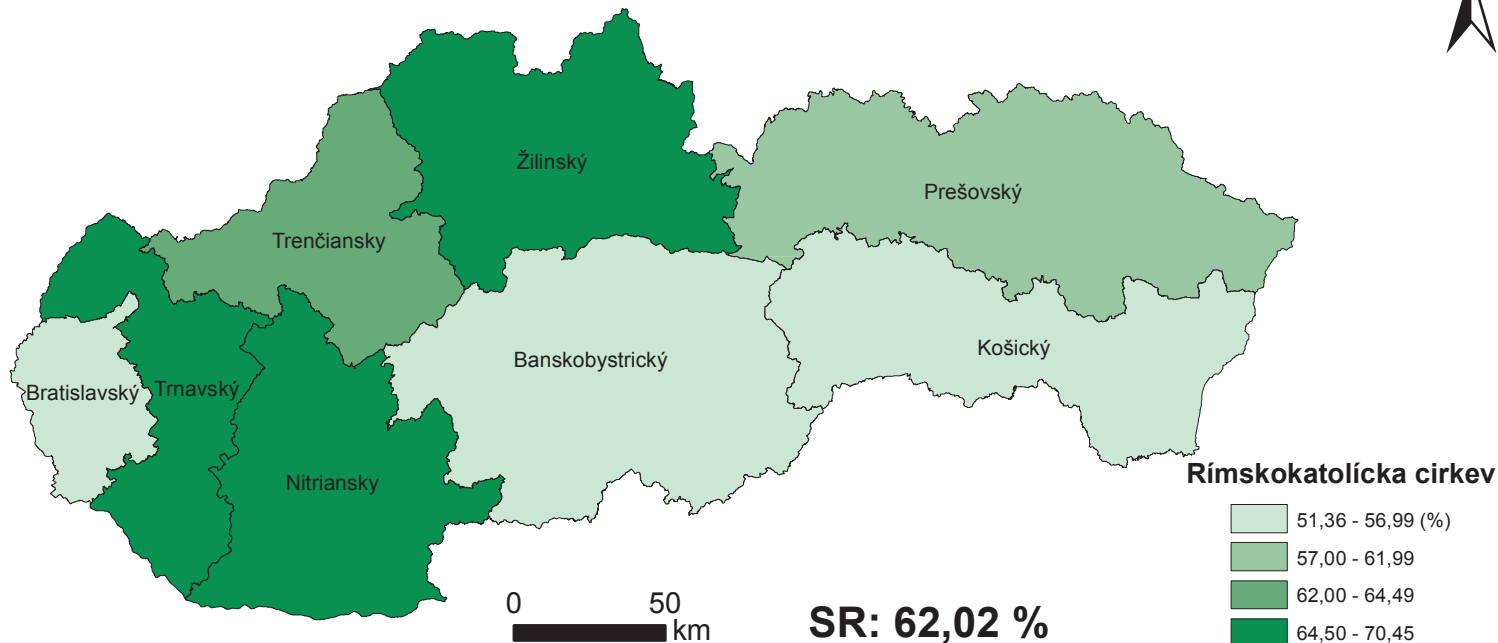 Žilinský
Prešovský
Trenčiansky
Banskobystrický
Košický
Bratislavský
Trnavský
Nitriansky
Rímskokatolícka cirkev
51,36 - 56,99 (%)
57,00 - 61,99
62,00 - 64,49
64,50 - 70,45
0 50
km
SR: 62,02 %